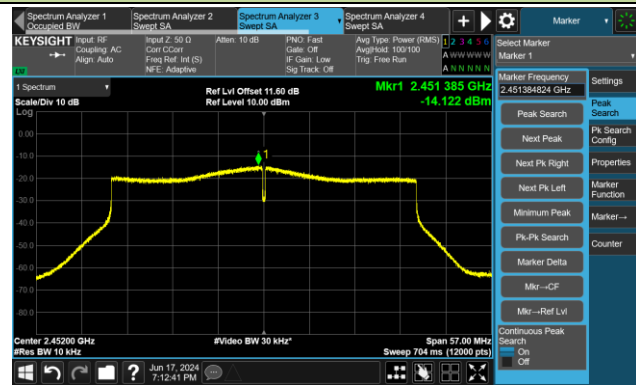 Spectrum Analyzer 1
Occupied BW
Spectrum Analyzer 2
Swept SA
Spectrum Analyzer 3
Swept SA
Spectrum Analyzer 4
Swept SA
+
Marker
KEYSIGHT
Input: RF
Coupling: AC
Align: Auto
Input Z: 50 Ω
Corr CCorr
Freq Ref: Int (S)
NFE: Adaptive
Atten: 10 dB
PNO: Fast
Gate: Off
IF Gain: Low
Sig Track: Off
Avg Type: Power (RMS)
Avg|Hold: 100/100
Trig: Free Run
1 2 3 4 5 6
A W W W W W
A N N N N N
LXI
Select Marker
Marker 1
1 Spectrum
Scale/Div 10 dB
Log
Ref Lvl Offset 11.60 dB
Ref Level 10.00 dBm
Mkr1 2.451 385 GHz
-14.122 dBm
0.00
-10.0
-20.0
-30.0
-40.0
-50.0
-60.0
-70.0
-80.0
1
Center 2.45200 GHz
#Res BW 10 kHz
#Video BW 30 kHz*
Span 57.00 MHz
Sweep 704 ms (12000 pts)
Marker Frequency
2.451384824 GHz
Peak Search
Next Peak
Next Pk Right
Next Pk Left
Minimum Peak
Pk-Pk Search
Marker Delta
Mkr→CF
Mkr→Ref Lvl
Continuous Peak
Search
On
Off
Settings
Peak
Search
Pk Search
Config
Properties
Marker
Function
Marker→
Counter
?
Jun 17, 2024
7:12:41 PM